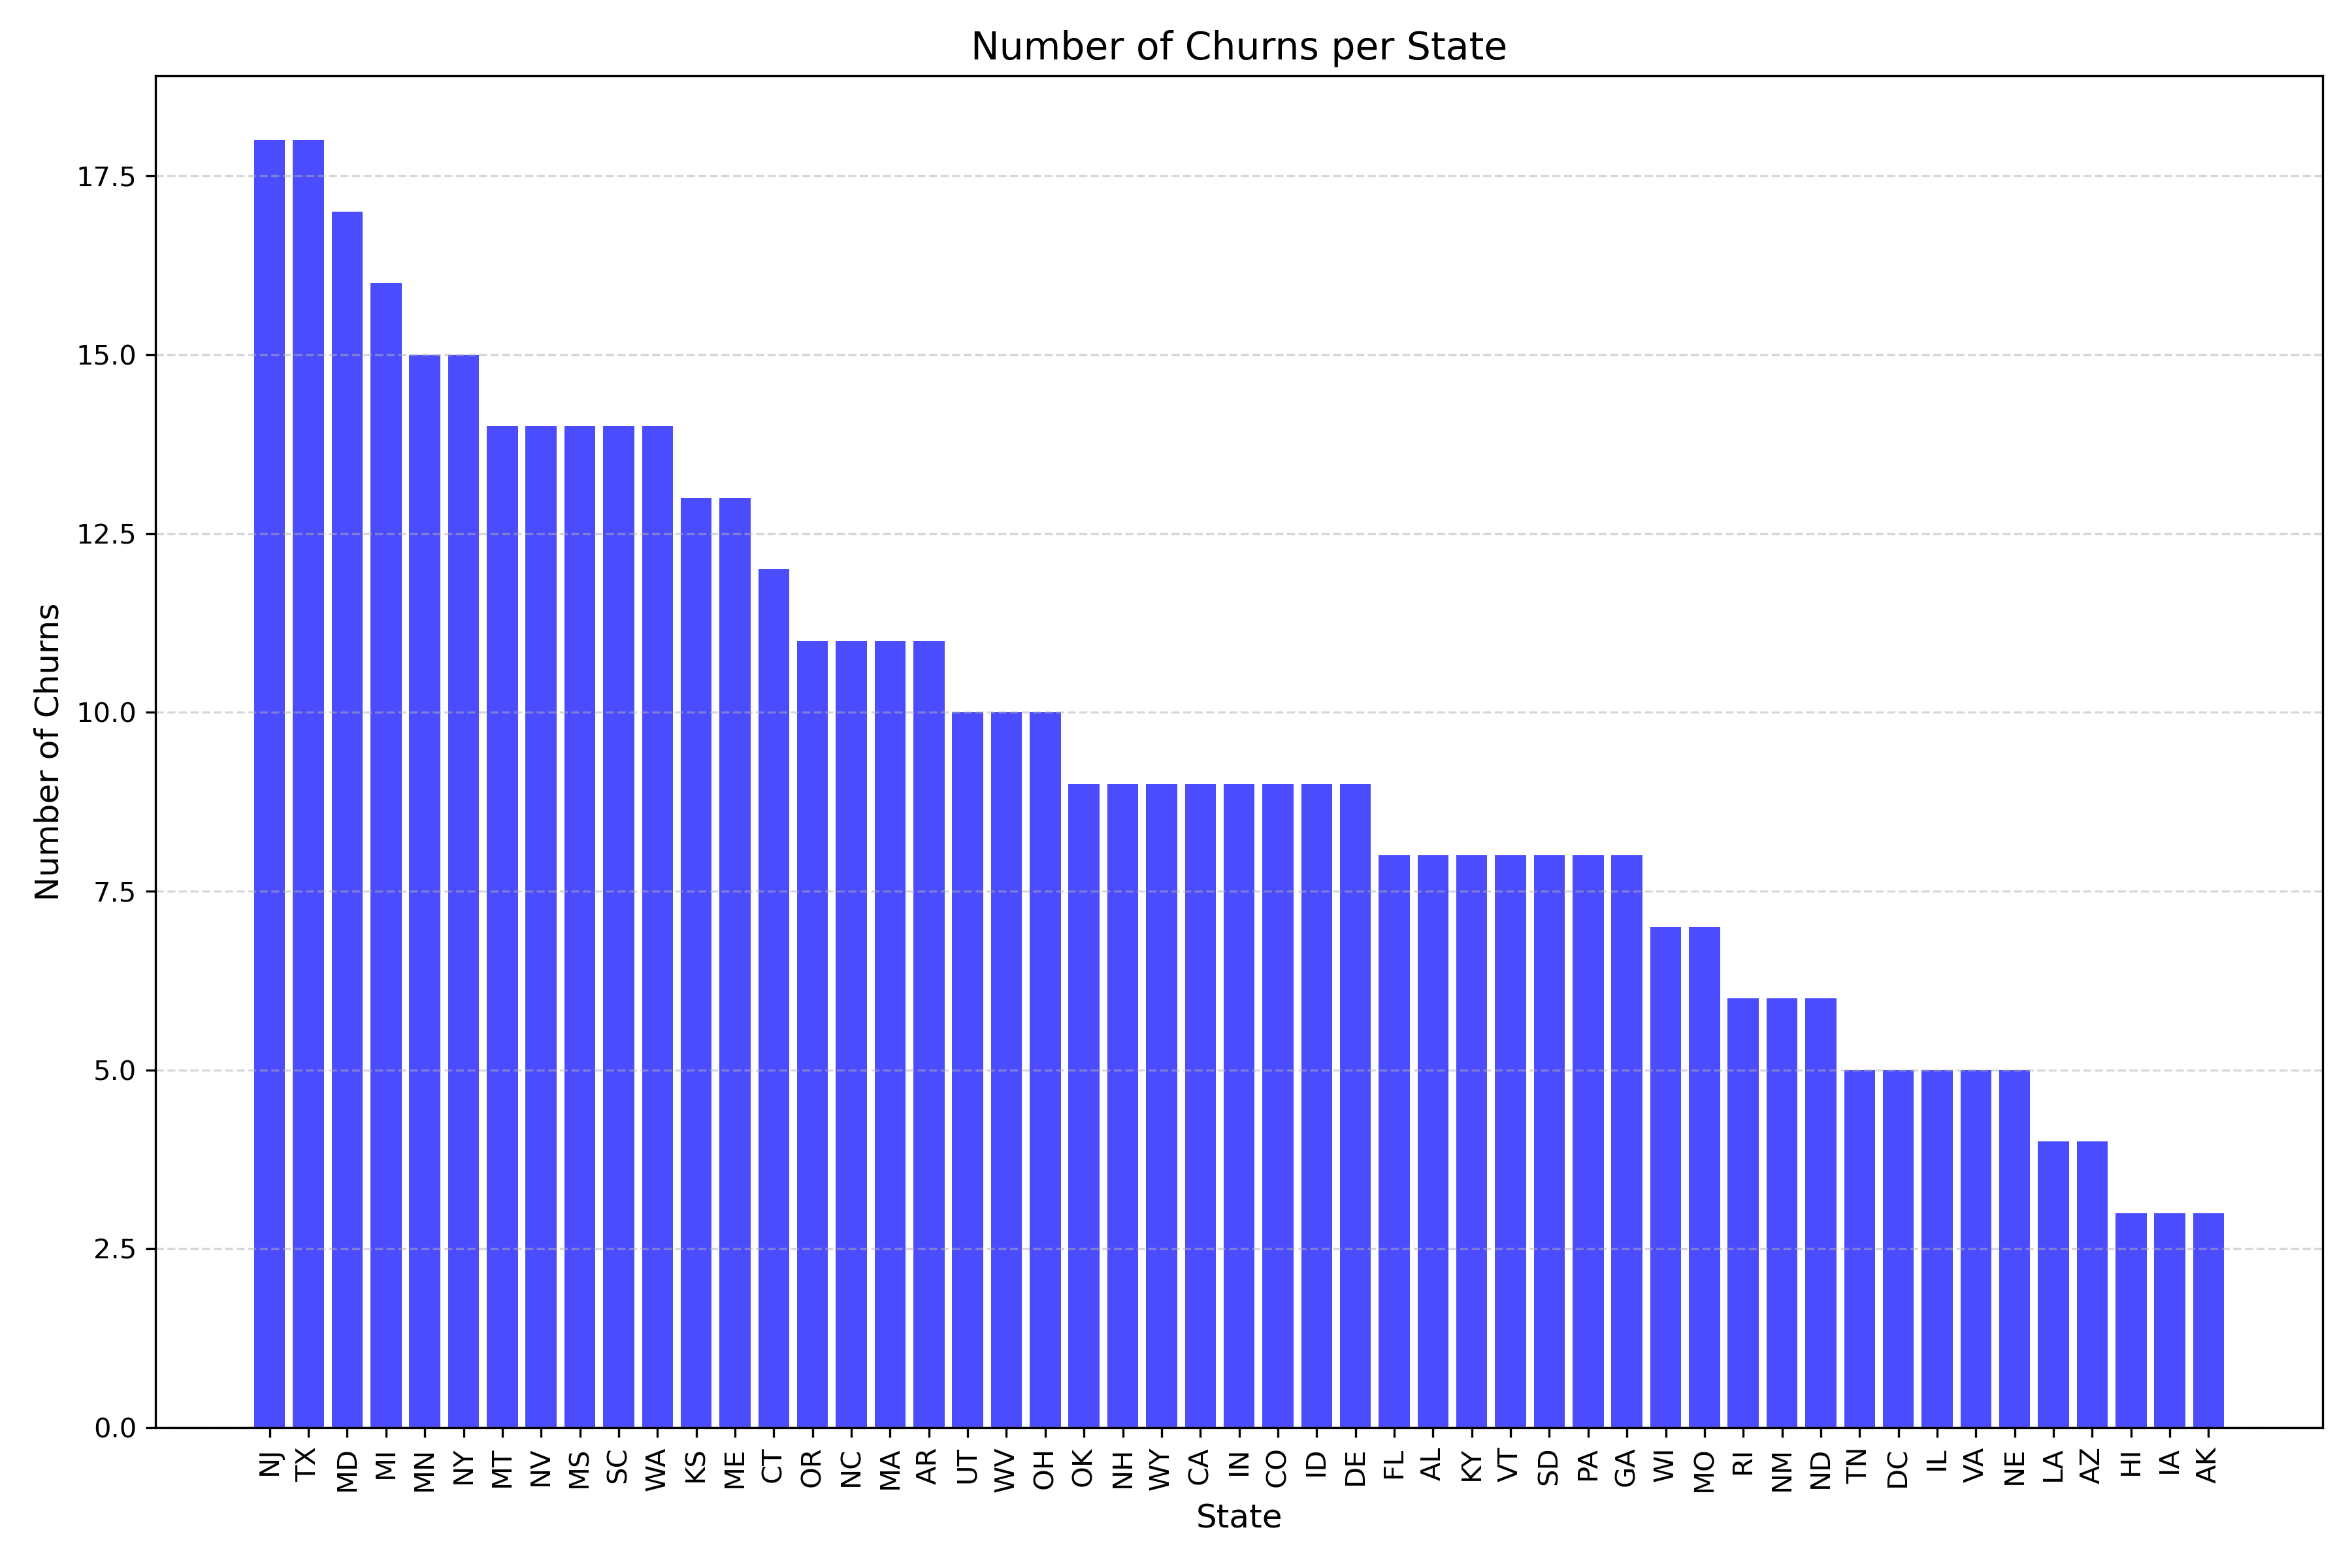 Number of Churns per State
Number of Churns
17.5
15.0
12.5
10.0
7.5
5.0
2.5
0.0
NJ TX MD MI MN NY MT NV MS SC WA KS ME CT OR NC MA AR UT WV OH OK NH WY CA IN CO ID DE FL AL KY VT SD PA GA WI MO RI NM ND TN DC IL VA NE LA AZ HI IA AK
State